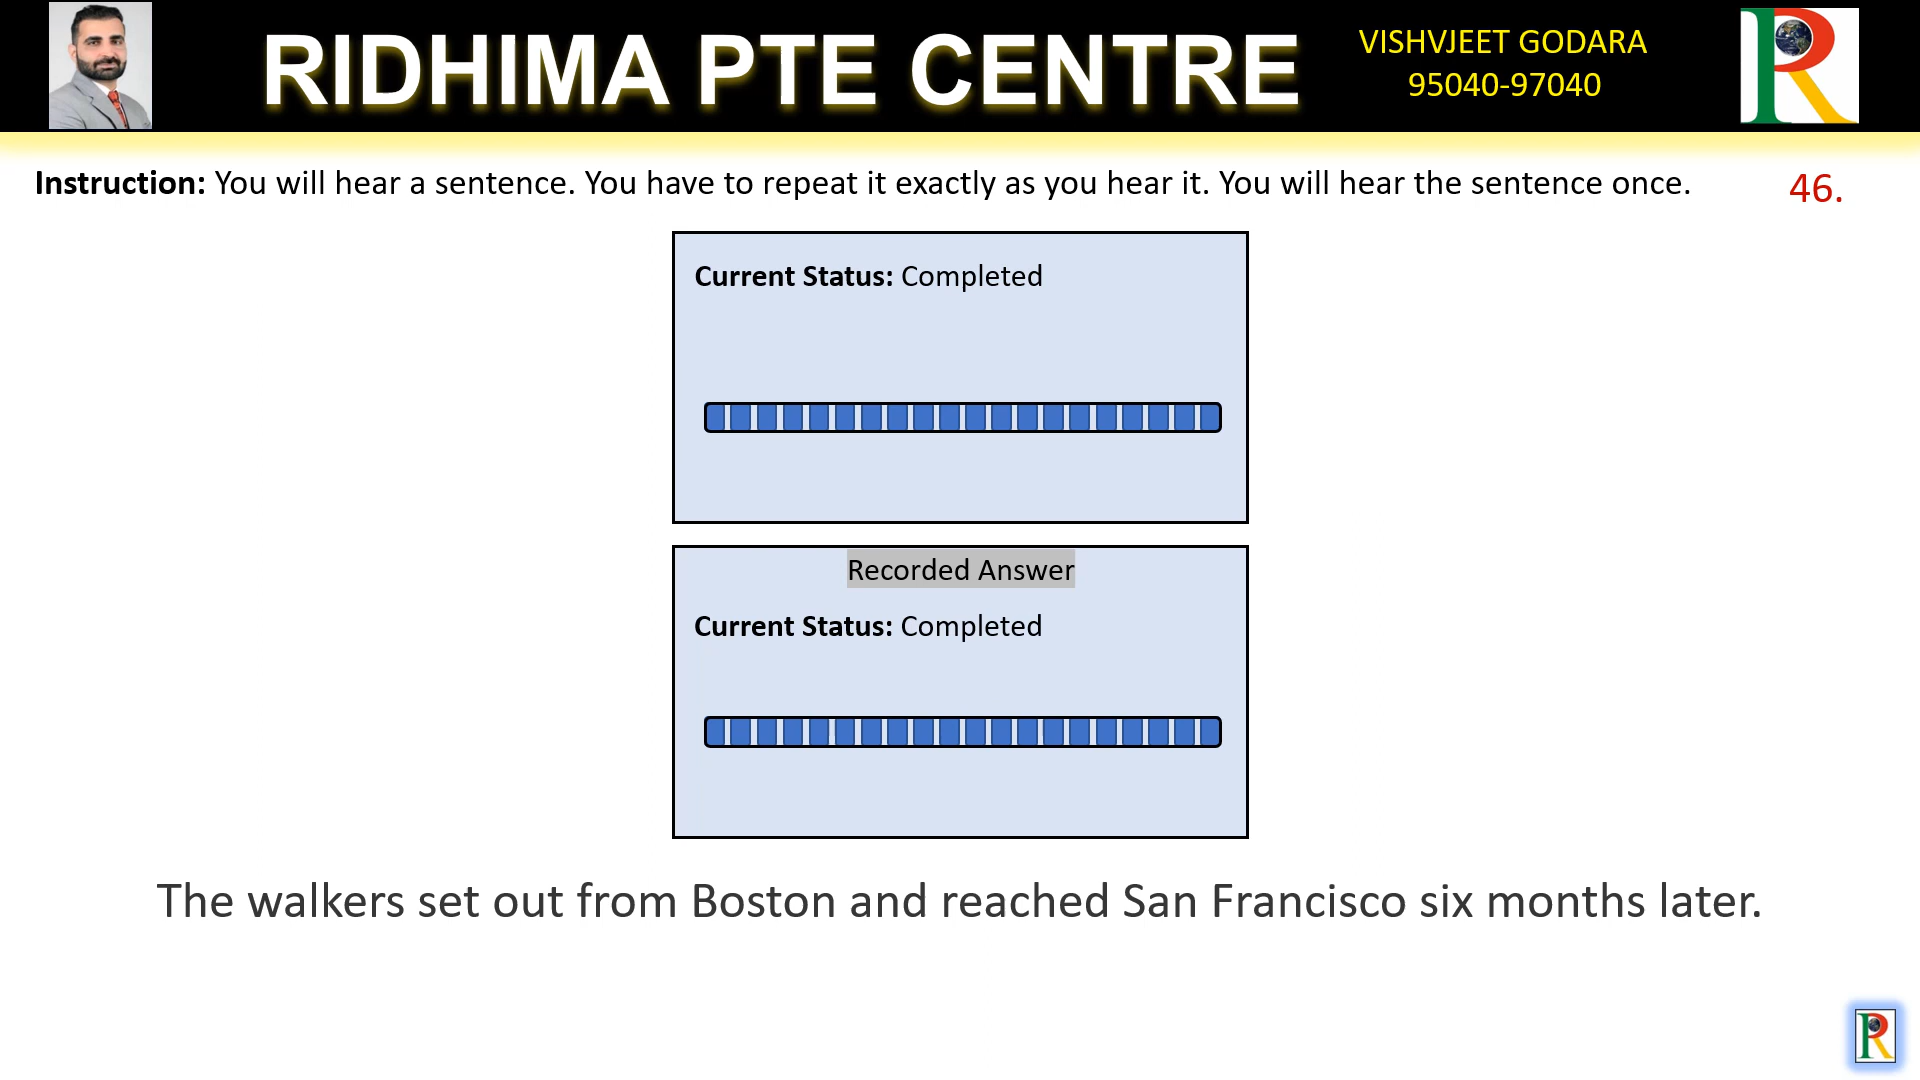 RIDHIMA PTE CENTRE
VISHVJEET GODARA
95040-97040
Instruction: You will hear a sentence. You have to repeat it exactly as you hear it. You will hear the sentence once.
46.
Current Status: Completed
Recorded Answer
Current Status: Completed
The walkers set out from Boston and reached San Francisco six months later.